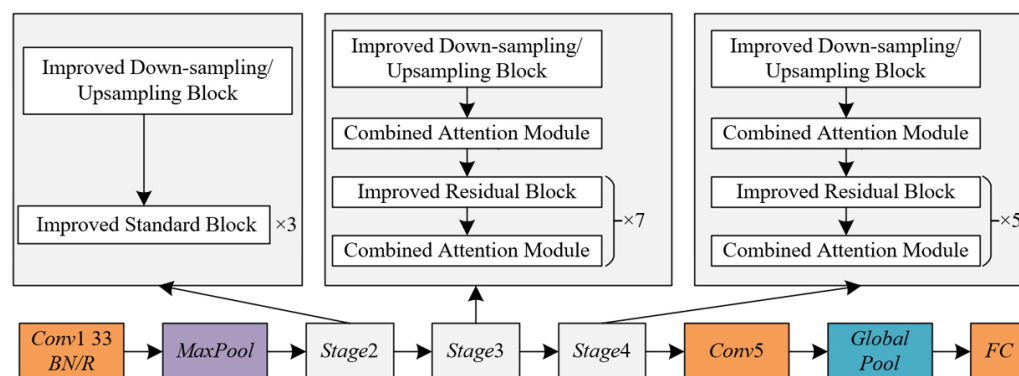 Improved Down-sampling/
Upsampling Block
Improved Standard Block ×3
Improved Down-sampling/
Upsampling Block
Combined Attention Module
Improved Residual Block
Combined Attention Module
×7
Improved Down-sampling/
Upsampling Block
Combined Attention Module
Improved Residual Block
Combined Attention Module
×5
Conv1 33
BN/R
MaxPool
Stage2
Stage3
Stage4
Conv5
Global
Pool
FC